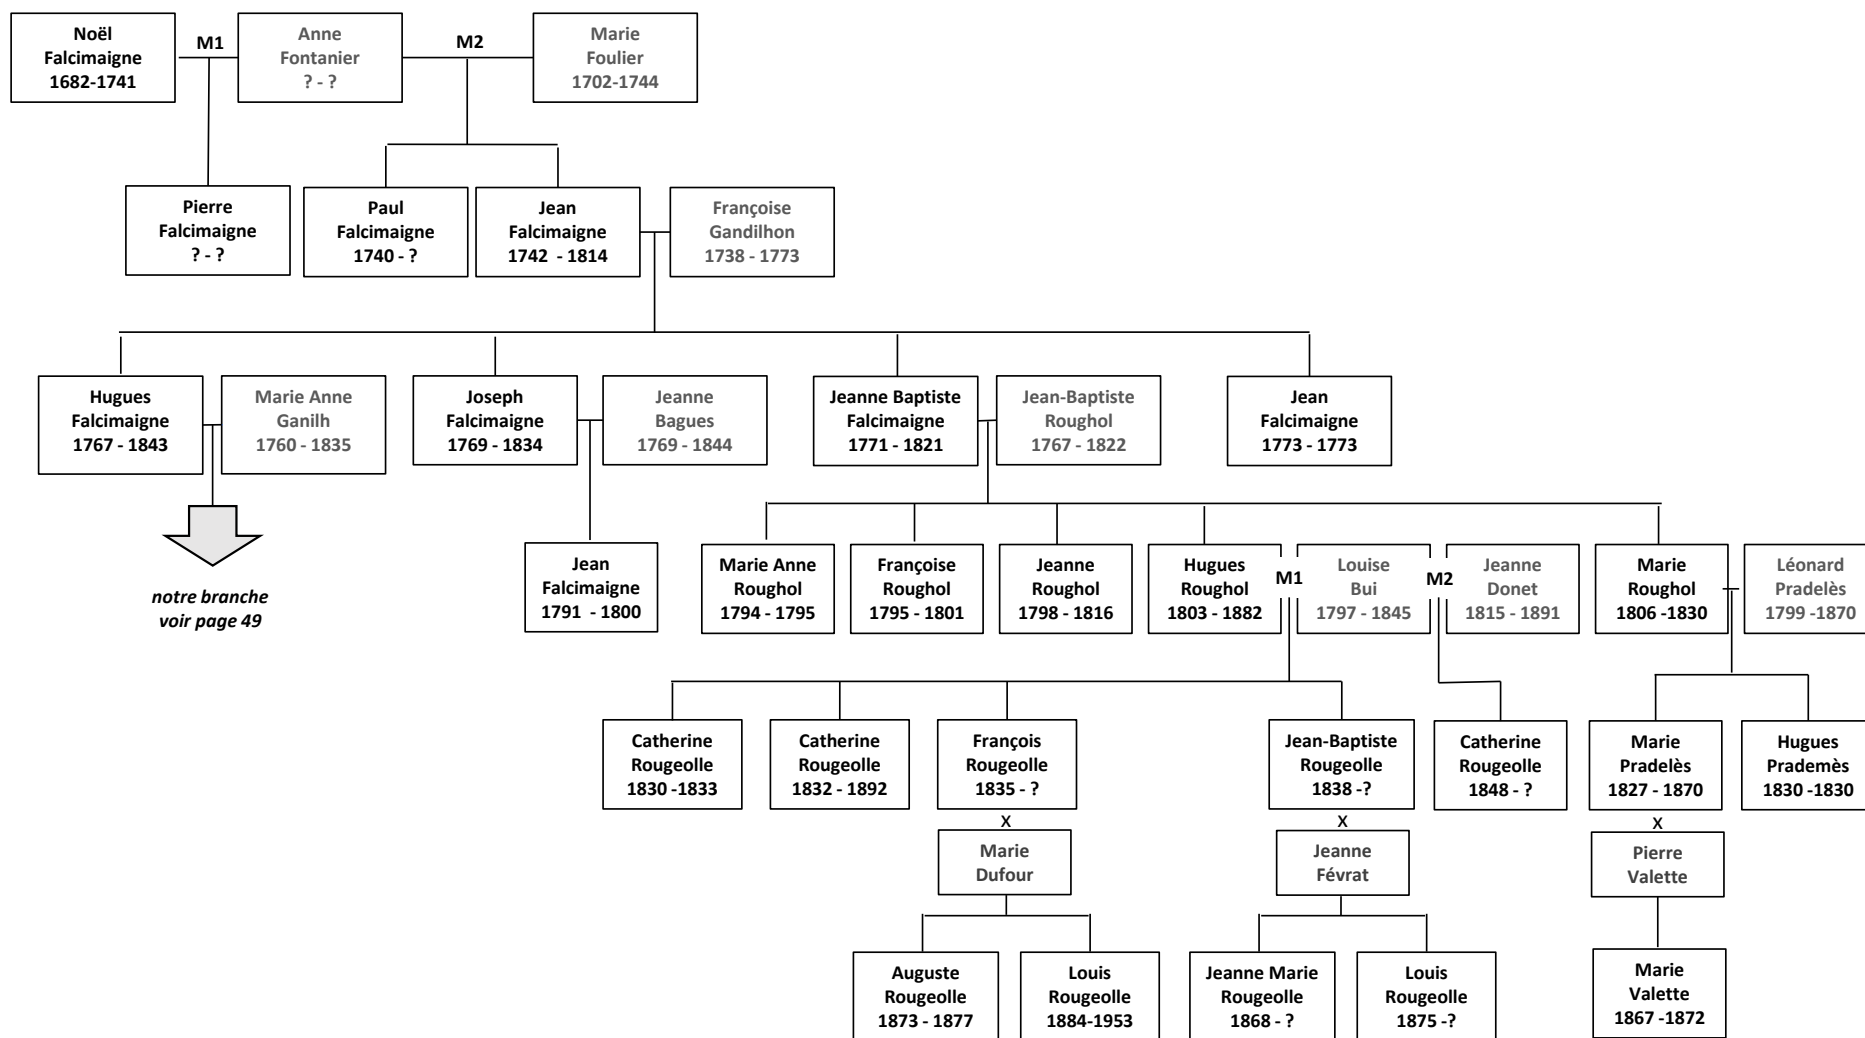 Noël
Falcimaigne
1682-1741
M1
Anne
Fontanier
? - ?
M2
Marie
Foulier
1702-1744
Pierre
Falcimaigne
? - ?
Paul
Falcimaigne
1740 - ?
Jean
Falcimaigne
1742 - 1814
Françoise
Gandilhon
1738 - 1773
Hugues
Falcimaigne
1767 - 1843
Marie Anne
Ganilh
1760 - 1835
Joseph
Falcimaigne
1769 - 1834
Jeanne
Bagues
1769 - 1844
Jeanne Baptiste
Falcimaigne
1771 - 1821
Jean-Baptiste
Roughol
1767 - 1822
Jean
Falcimaigne
1773 - 1773
notre branche
voir page 49
Jean
Falcimaigne
1791 - 1800
Marie Anne
Roughol
1794 - 1795
Françoise
Roughol
1795 - 1801
Jeanne
Roughol
1798 - 1816
Hugues
Roughol
1803 - 1882
M1
Louise
Bui
1797 - 1845
M2
Jeanne
Donet
1815 - 1891
Marie
Roughol
1806 -1830
Léonard
Pradelès
1799 -1870
Catherine
Rougeolle
1830 -1833
Catherine
Rougeolle
1832 - 1892
François
Rougeolle
1835 - ?
Jean-Baptiste
Rougeolle
1838 -?
Catherine
Rougeolle
1848 - ?
Marie
Pradelès
1827 - 1870
Hugues
Prademès
1830 -1830
X
Marie
Dufour
X
Jeanne
Févrat
X
Pierre
Valette
Auguste
Rougeolle
1873 - 1877
Louis
Rougeolle
1884-1953
Jeanne Marie
Rougeolle
1868 - ?
Louis
Rougeolle
1875 -?
Marie
Valette
1867 -1872